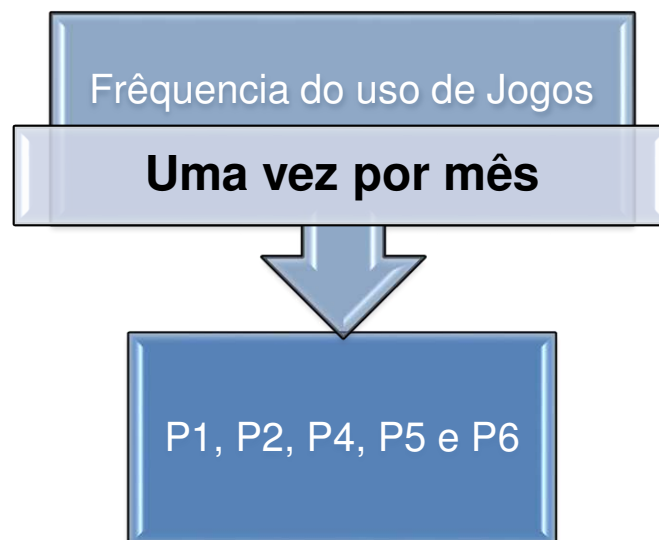 Frêquencia do uso de Jogos
Uma vez por mês
P1, P2, P4, P5 e P6